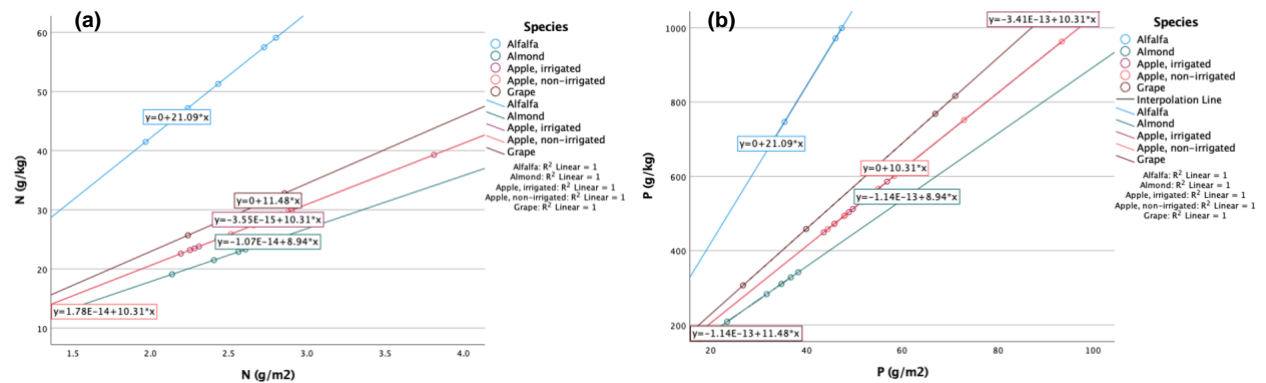 (a)
N (g/kg)
60
50
40
30
20
10
y=0+21.09*x
y=0+11.48*x
y=-3.55E-15+10.31*x
y=-1.07E-14+8.94*x
y=1.78E-14+10.31*x
1.5 2.0 2.5 3.0 3.5 4.0
N (g/m2)
Species
Alfalfa
Almond
Apple, irrigated
Apple, non-irrigated
Grape
Alfalfa
Almond
Apple, irrigated
Apple, non-irrigated
Grape
Alfalfa: R² Linear = 1
Almond: R² Linear = 1
Apple, irrigated: R² Linear = 1
Apple, non-irrigated: R² Linear = 1
Grape: R² Linear = 1
(b)
P (g/kg)
1000
800
600
400
200
y=-3.41E-13+10.31*x
y=0+21.09*x
y=0+10.31*x
y=-1.14E-13+8.94*x
y=-1.14E-13+11.48*x
20 40 60 80 100
P (g/m2)
Species
Alfalfa
Almond
Apple, irrigated
Apple, non-irrigated
Grape
Interpolation Line
Alfalfa
Almond
Apple, irrigated
Apple, non-irrigated
Grape
Alfalfa: R² Linear = 1
Almond: R² Linear = 1
Apple, irrigated: R² Linear = 1
Apple, non-irrigated: R² Linear = 1
Grape: R² Linear = 1